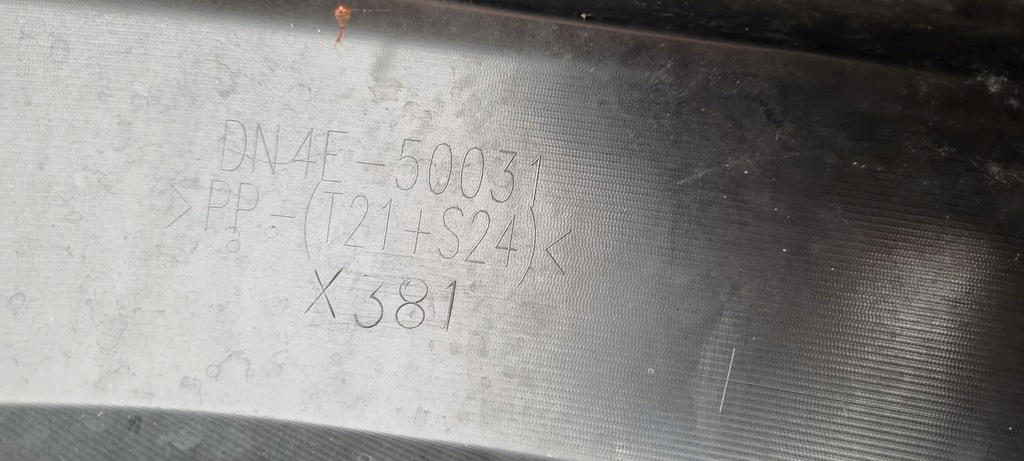 DN4E-50031
>PP-(T21+S24)<
X381